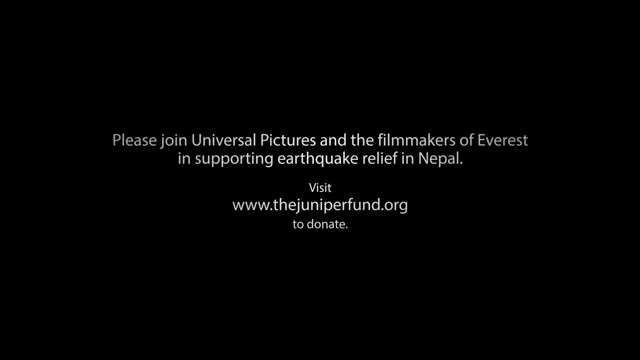 Please join Universal Pictures and the filmmakers of Everest
in supporting earthquake relief in Nepal.
Visit
www.thejuniperfund.org
to donate.